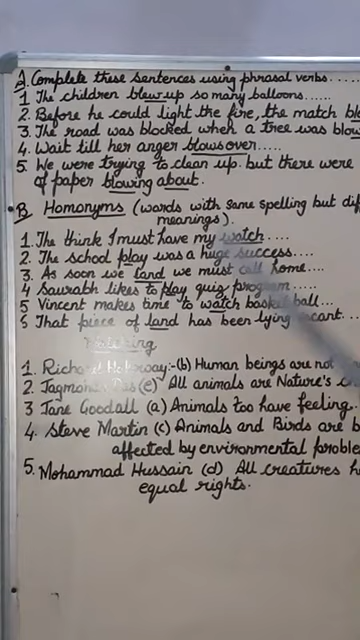 A. Complete these sentences using phrasal verbs.....
1 The children blew up so many balloons......
2. Before he could light the fire, the match
3. The road was blocked when a tree was
4. Wait till her anger blows over.....
5. We were trying to clean up. but there were
of paper blowing about.
B. Homonyms (words with same spelling but
meanings).
1. The think I must have my watch....
2. The school play was a huge success....
3. As soon we land we must call home....
4 Saurabh likes to play quiz program.....
5 Vincent makes time to watch basket ball...
6 That piece of land has been lying vacant...
1. Richard :-(b) Human beings are not
2. (e) All animals are Nature's
3 Jane Goodall (a) Animals too have feeling.
4. Steve Martin (c) Animals and Birds are
affected by environmental
5. Mohammad Hussain (d) All creatures
equal rights.